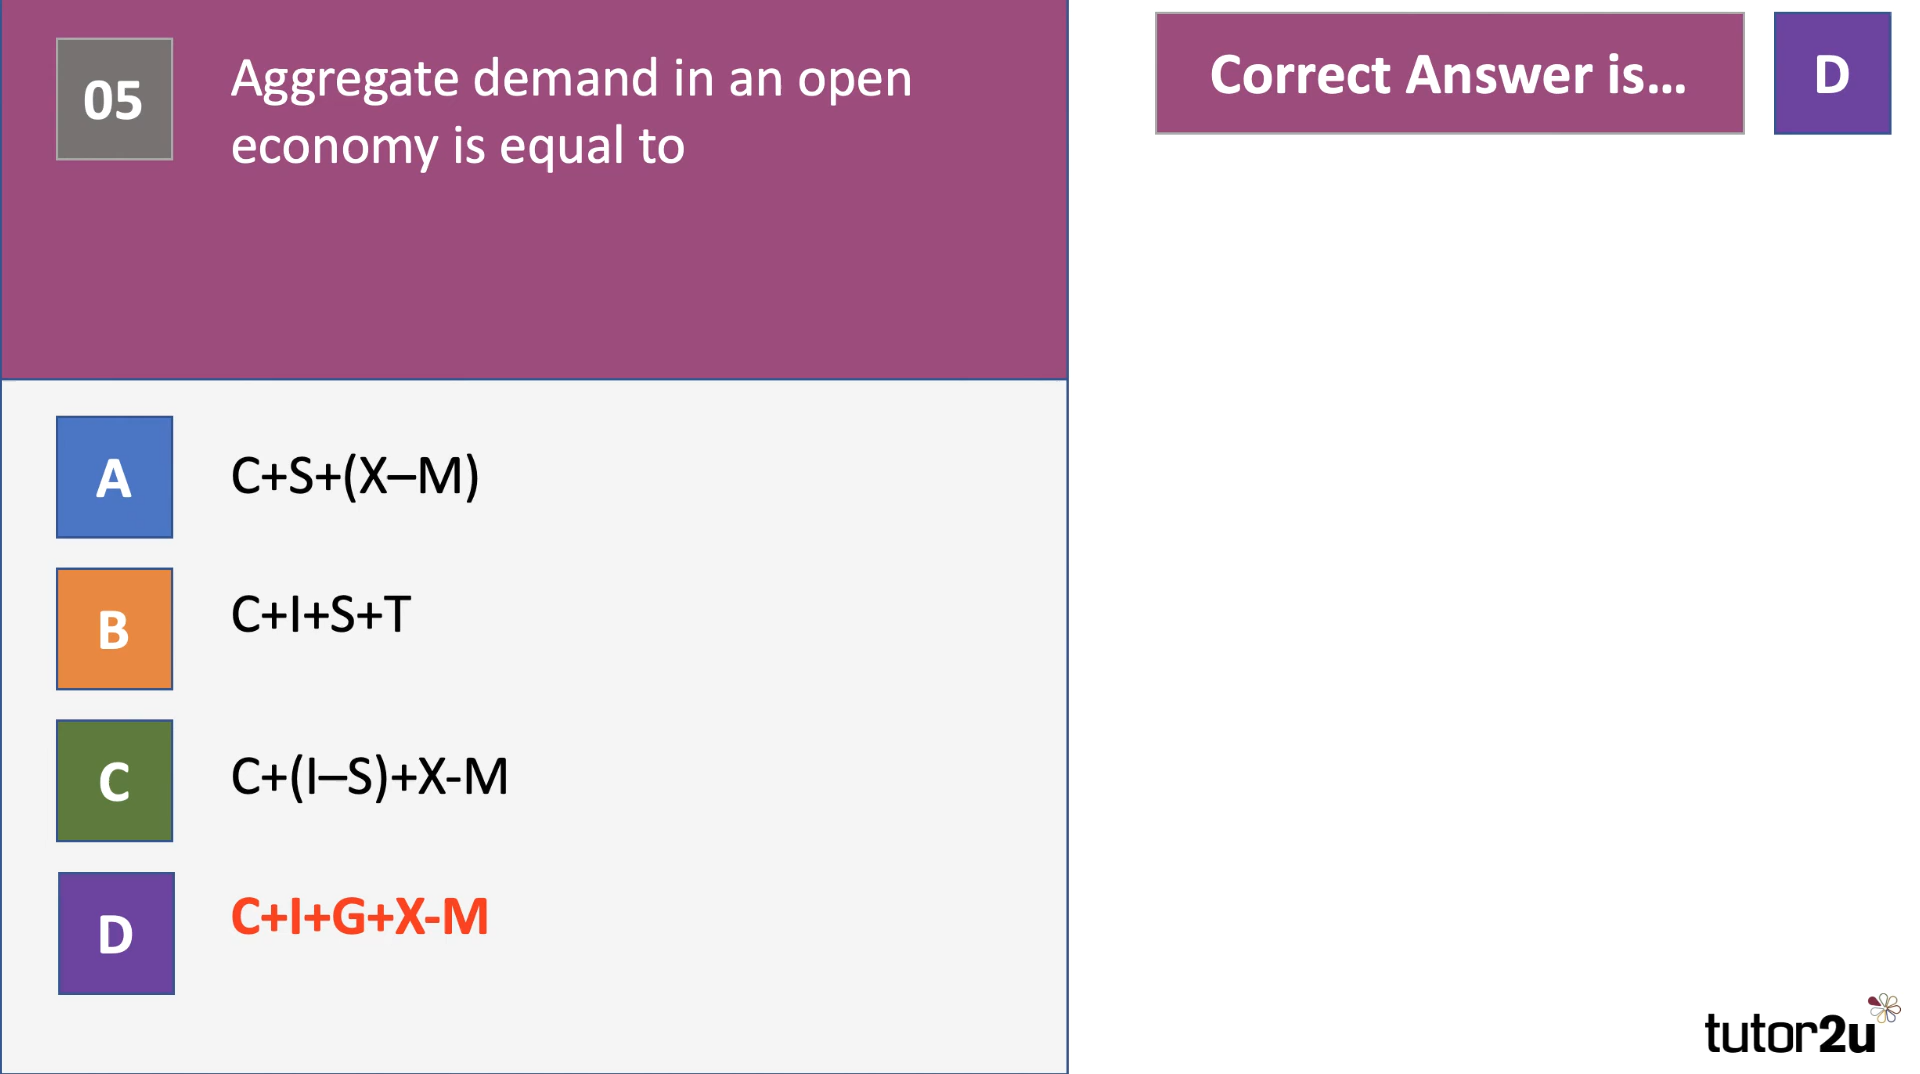 05
Aggregate demand in an open
economy is equal to
A
C+S+(X–M)
B
C+I+S+T
C
C+(I–S)+X-M
D
C+I+G+X-M
Correct Answer is...
D
tutor2u